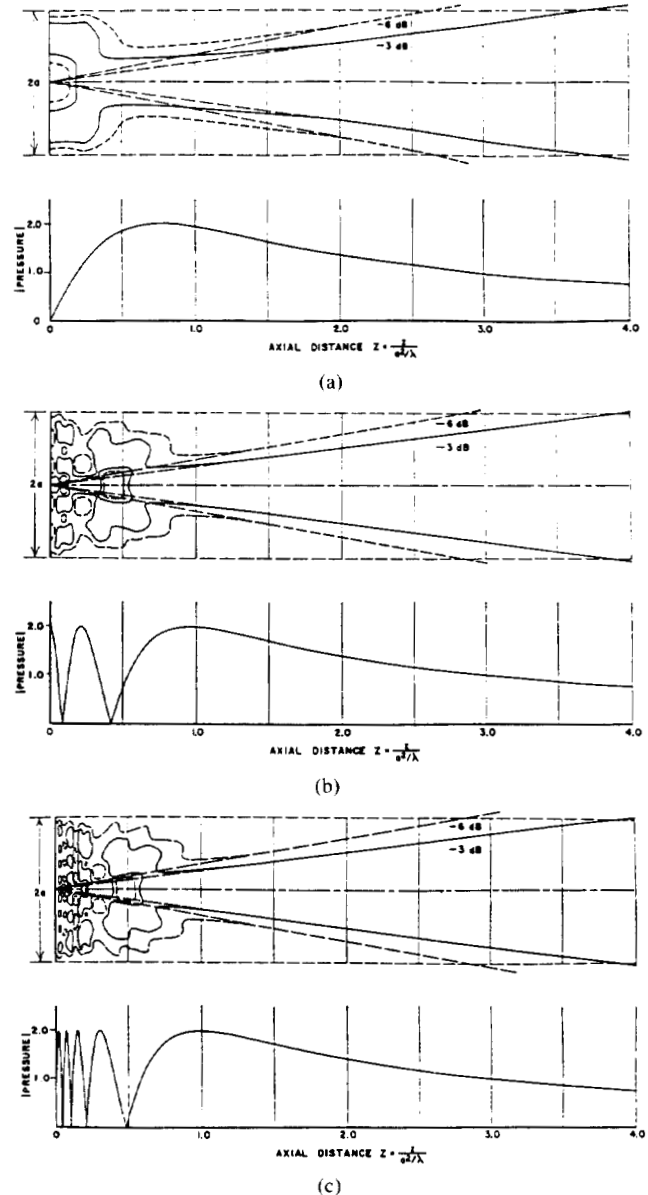 -6 dB
-3 dB
2a
|PRESSURE|
2.0
1.0
0
0 1.0 2.0 3.0 4.0
AXIAL DISTANCE Z = z/a²/λ
(a)
-6 dB
-3 dB
2a
|PRESSURE|
2.0
1.0
0 1.0 2.0 3.0 4.0
AXIAL DISTANCE Z = z/a²/λ
(b)
-6 dB
-3 dB
2a
|PRESSURE|
2.0
1.0
0 1.0 2.0 3.0 4.0
AXIAL DISTANCE Z = z/a²/λ
(c)